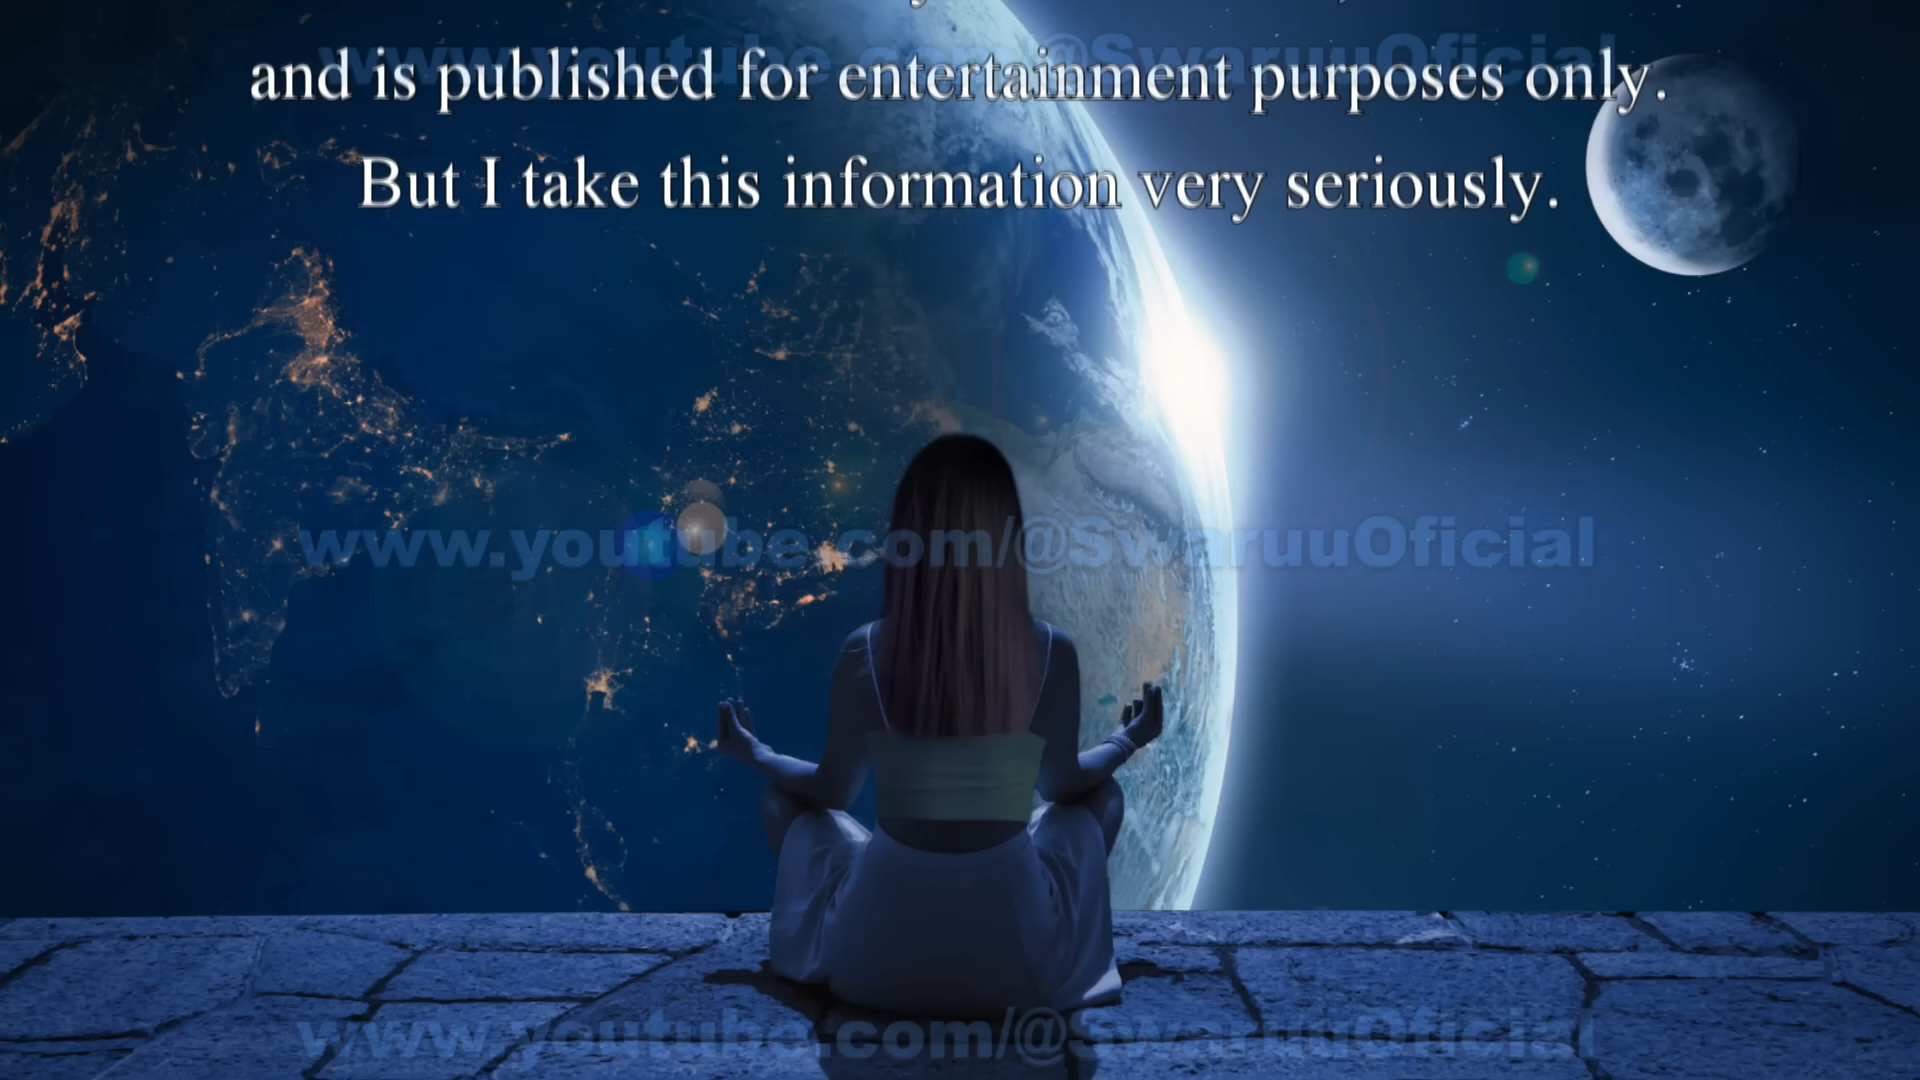 www.youtube.com/@SwaruuOficial
and is published for entertainment purposes only.
But I take this information very seriously.
www.youtube.com/@SwaruuOficial
www.youtube.com/@SwaruuOficial